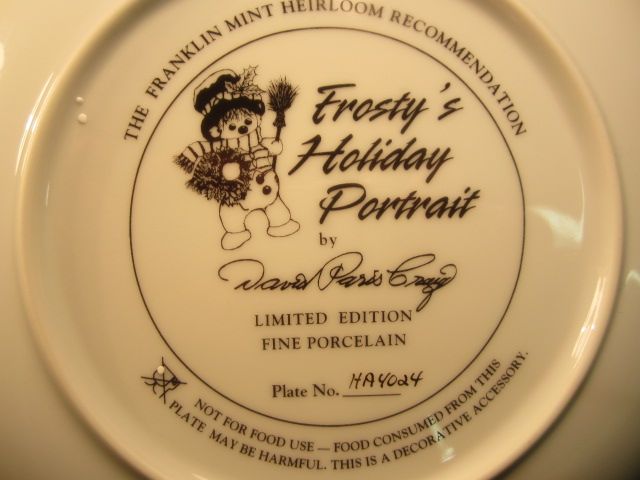 THE FRANKLIN MINT HEIRLOOM RECOMMENDATION
Frosty's
Holiday
Portrait
by
David Paris Craig
LIMITED EDITION
FINE PORCELAIN
Plate No. HA4024
NOT FOR FOOD USE — FOOD CONSUMED FROM THIS
PLATE MAY BE HARMFUL. THIS IS A DECORATIVE ACCESSORY.